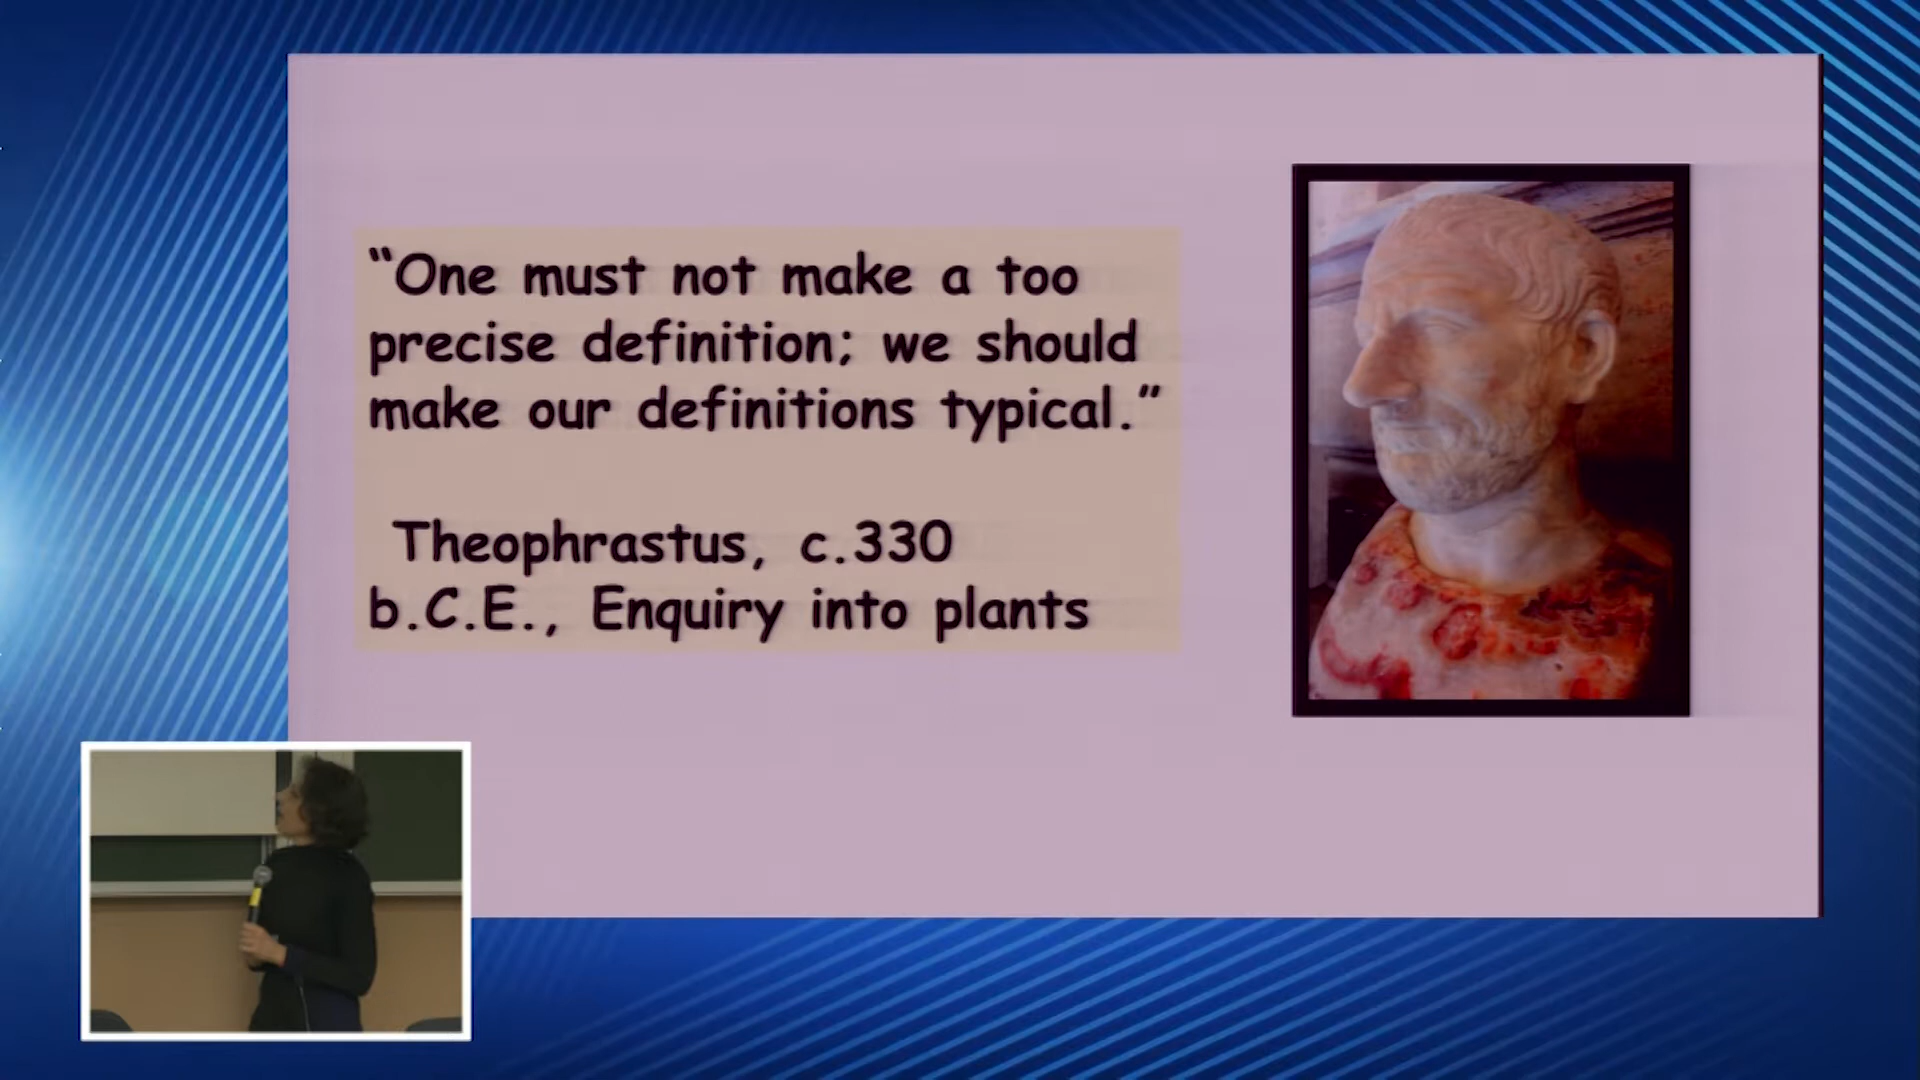 “One must not make a too
precise definition; we should
make our definitions typical.”
Theophrastus, c.330
b.C.E., Enquiry into plants